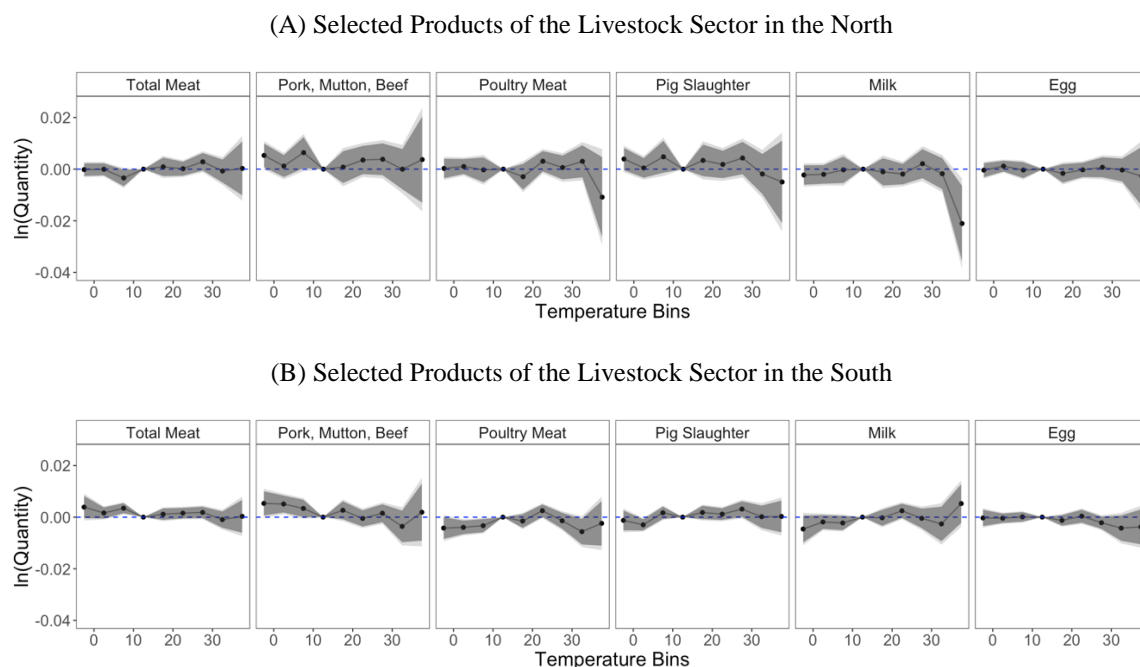 (A) Selected Products of the Livestock Sector in the North
Total Meat Pork, Mutton, Beef Poultry Meat Pig Slaughter Milk Egg
ln(Quantity)
0.02
0.00
-0.02
-0.04
0 10 20 30 0 10 20 30 0 10 20 30 0 10 20 30 0 10 20 30 0 10 20 30
Temperature Bins
(B) Selected Products of the Livestock Sector in the South
Total Meat Pork, Mutton, Beef Poultry Meat Pig Slaughter Milk Egg
ln(Quantity)
0.02
0.00
-0.02
-0.04
0 10 20 30 0 10 20 30 0 10 20 30 0 10 20 30 0 10 20 30 0 10 20 30
Temperature Bins